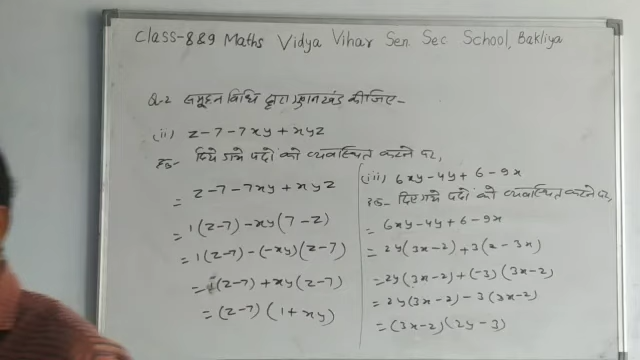 Class-8&9 Maths Vidya Vihar Sen. Sec School, Bakliya
Q-2 समूहन विधि द्वारा गुणनखंड कीजिए-
(ii) z-7-7xy+xyz
हल- दिये गये पदों को व्यवस्थित करने पर,
= z-7-7xy+xyz
= 1(z-7)-xy(7-z)
= 1(z-7)-(-xy)(z-7)
= 1(z-7)+xy(z-7)
= (z-7)(1+xy)
(iii) 6xy-4y+6-9x
हल- दिए गये पदों को व्यवस्थित करने पर,
= 6xy-4y+6-9x
= 2y(3x-2)+3(2-3x)
= 2y(3x-2)+(-3)(3x-2)
= 2y(3x-2)-3(3x-2)
= (3x-2)(2y-3)